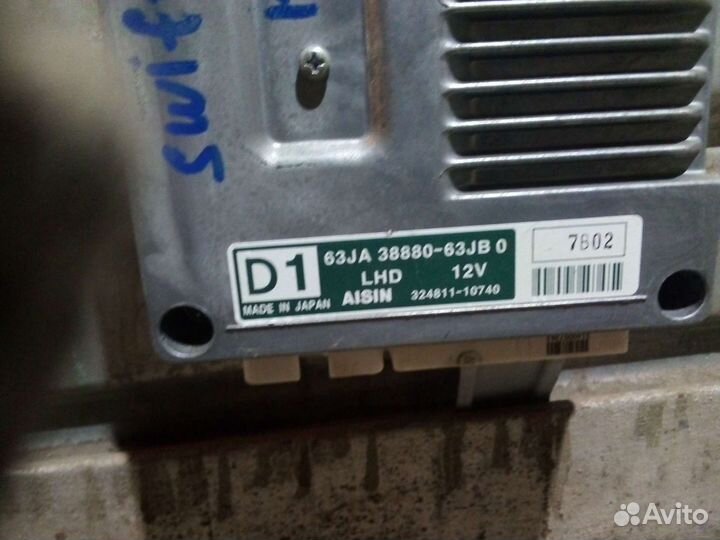 swift
D1
63JA 38880-63JB 0
LHD 12V
MADE IN JAPAN AISIN 324811-10740
7B02
Avito